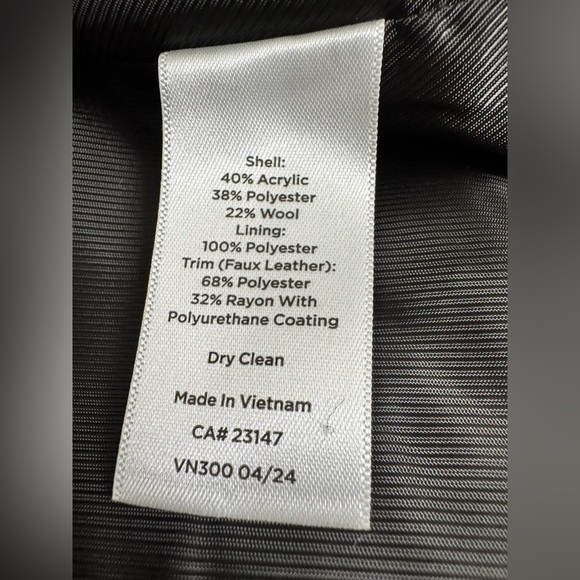 Shell:
40% Acrylic
38% Polyester
22% Wool
Lining:
100% Polyester
Trim (Faux Leather):
68% Polyester
32% Rayon With
Polyurethane Coating
Dry Clean
Made In Vietnam
CA# 23147
VN300 04/24